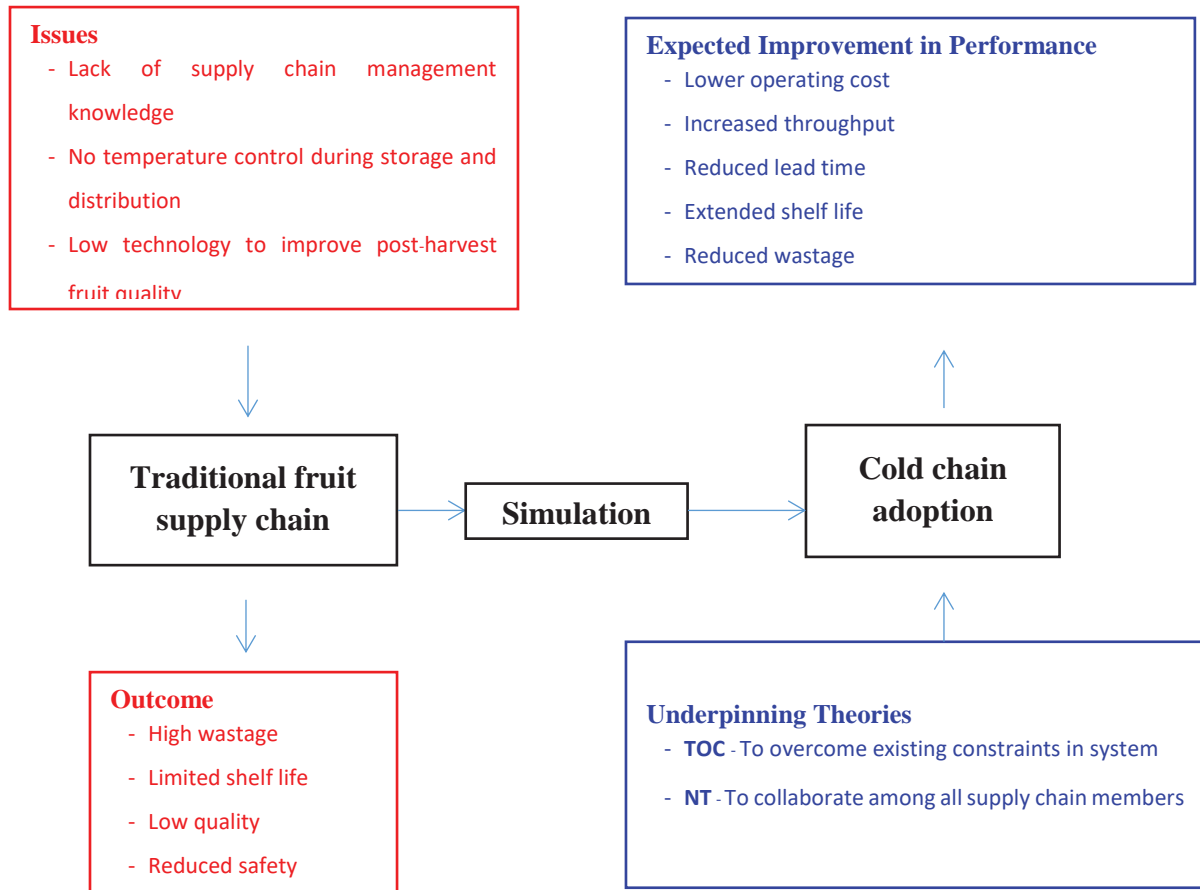 Issues
- Lack of supply chain management
knowledge
- No temperature control during storage and
distribution
- Low technology to improve post-harvest
fruit quality
Expected Improvement in Performance
- Lower operating cost
- Increased throughput
- Reduced lead time
- Extended shelf life
- Reduced wastage
Traditional fruit
supply chain
Simulation
Cold chain
adoption
Outcome
- High wastage
- Limited shelf life
- Low quality
- Reduced safety
Underpinning Theories
- TOC - To overcome existing constraints in system
- NT - To collaborate among all supply chain members